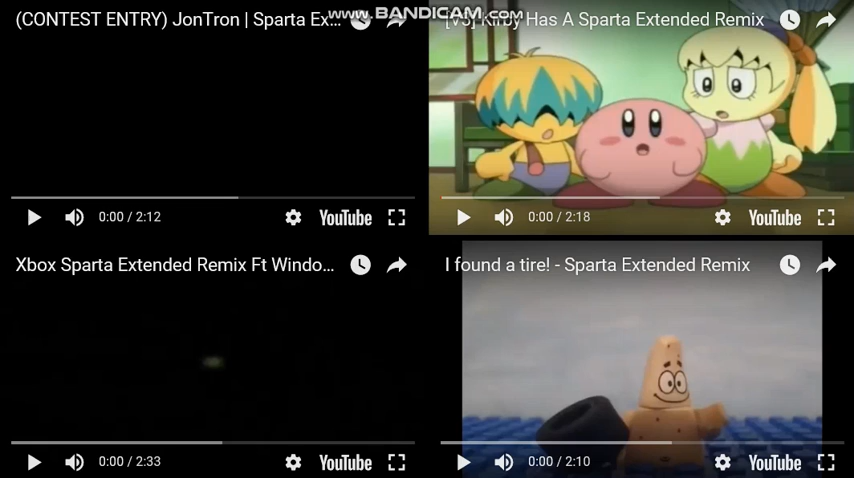 (CONTEST ENTRY) JonTron | Sparta Ex...
www.BANDICAM.com
[V3] Kirby Has A Sparta Extended Remix
0:00 / 2:12
YouTube
0:00 / 2:18
YouTube
Xbox Sparta Extended Remix Ft Windo...
I found a tire! - Sparta Extended Remix
0:00 / 2:33
YouTube
0:00 / 2:10
YouTube